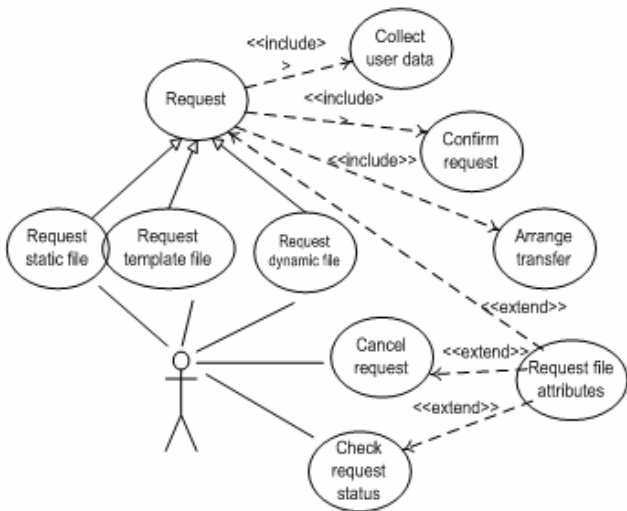 Collect
user data
<<include>
>
Request
<<include>
>
Confirm
request
<<include>>
Request
static file
Request
template file
Request
dynamic file
Arrange
transfer
<<extend>>
Cancel
request
<<extend>>
Request file
attributes
<<extend>>
Check
request
status